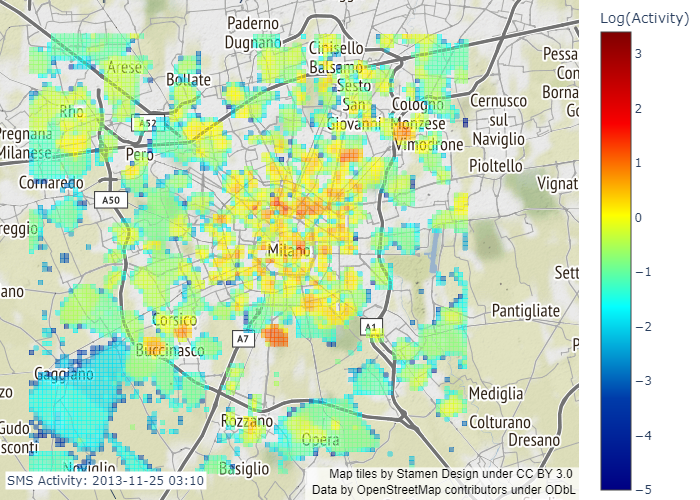 Log(Activity)
3
2
1
0
−1
−2
−3
−4
−5
Paderno
Dugnano
Cinisello
Balsamo
Arese
Bollate
Sesto
San
Giovanni
Cologno
Monzese
Cernusco
sul
Naviglio
Pessa
Con
Borna
Go
Rho
A52
Vimodrone
Pregnana
Milanese
Pero
Pioltello
Cornaredo
Vignat
A50
reggio
Milano
Sett
ano
Pantigliate
Corsico
A7
A1
Buccinasco
P
Gaggiano
zo
Mediglia
Rozzano
Colturano
Gudo
sconti
Opera
Dresano
Noviglio
Basiglio
SMS Activity: 2013-11-25 03:10
Map tiles by Stamen Design under CC BY 3.0
Data by OpenStreetMap contributors under ODbL